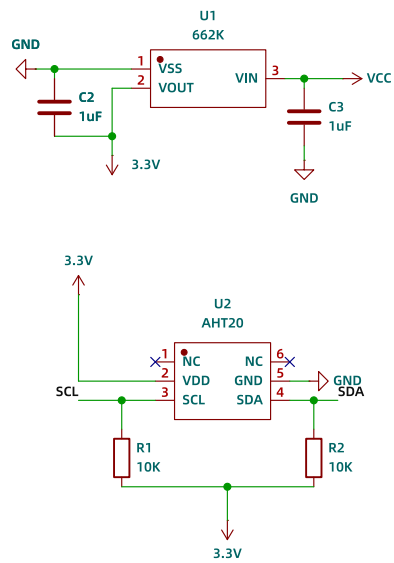 U1
662K
GND
1 VSS
2 VOUT
VIN 3
VCC
C2
1uF
C3
1uF
3.3V
GND
3.3V
U2
AHT20
1 NC
NC 6
2 VDD
GND 5
GND
SCL
3 SCL
SDA 4
SDA
R1
10K
R2
10K
3.3V